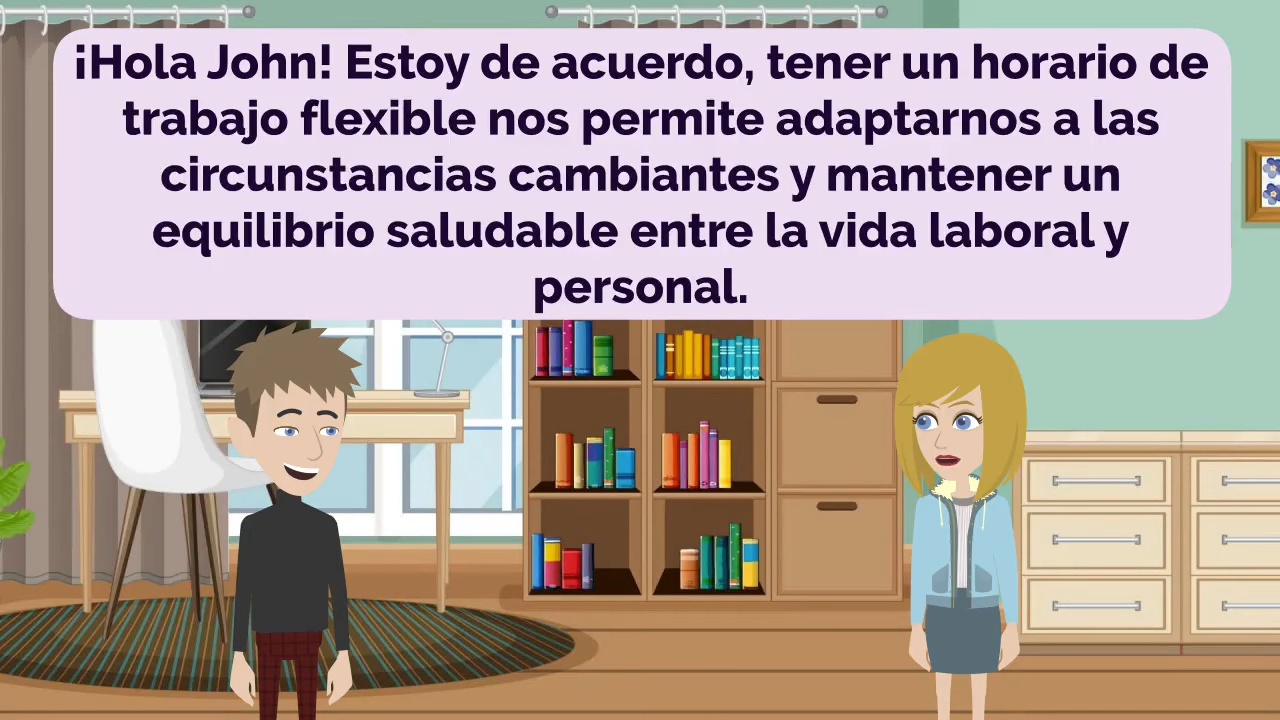 ¡Hola John! Estoy de acuerdo, tener un horario de
trabajo flexible nos permite adaptarnos a las
circunstancias cambiantes y mantener un
equilibrio saludable entre la vida laboral y
personal.